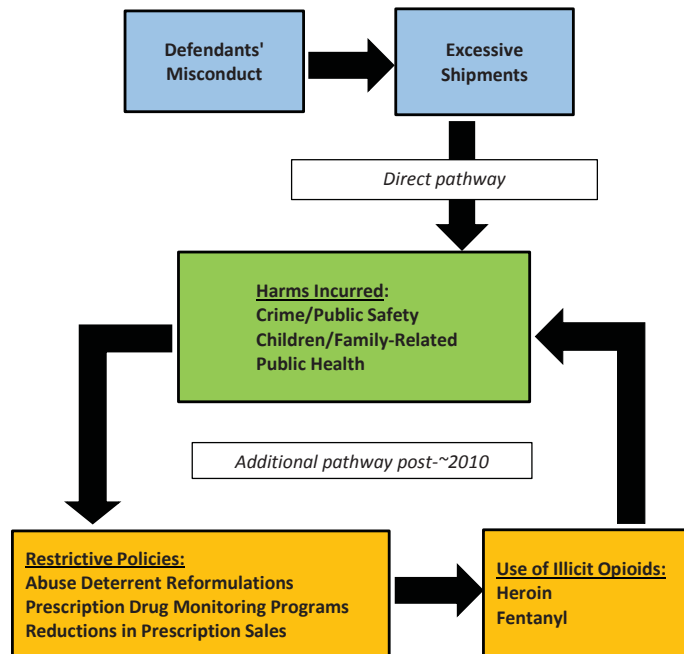 Defendants'
Misconduct
Excessive
Shipments
Direct pathway
Harms Incurred:
Crime/Public Safety
Children/Family-Related
Public Health
Additional pathway post-~2010
Restrictive Policies:
Abuse Deterrent Reformulations
Prescription Drug Monitoring Programs
Reductions in Prescription Sales
Use of Illicit Opioids:
Heroin
Fentanyl